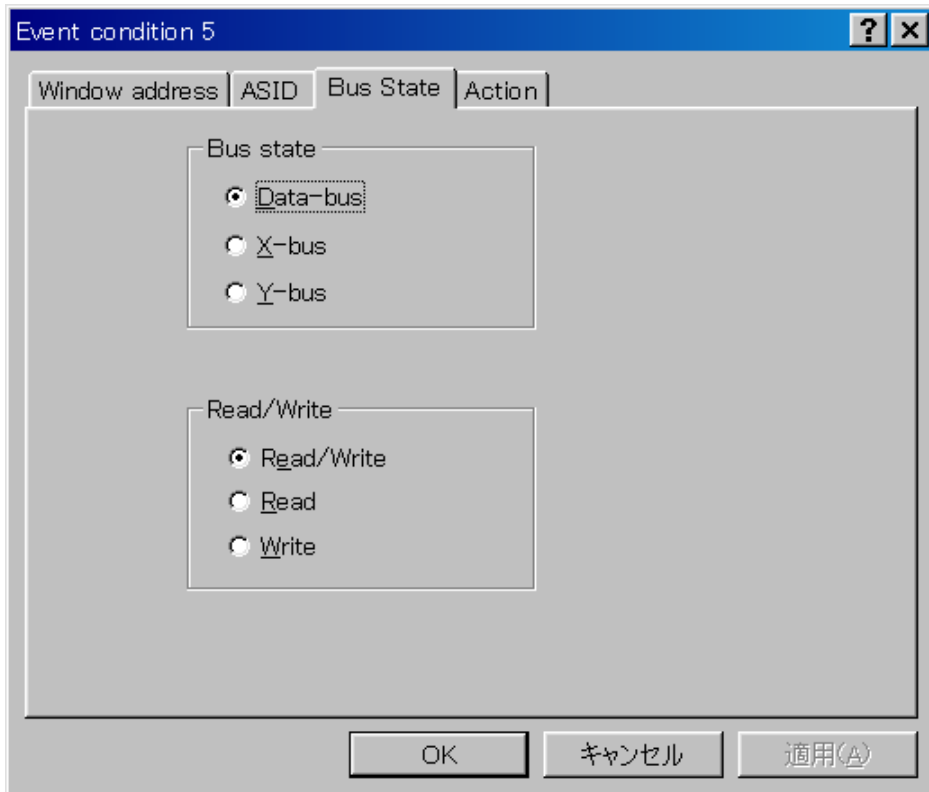 Event condition 5
Window address ASID Bus State Action
Bus state
Data-bus
X-bus
Y-bus
Read/Write
Read/Write
Read
Write
OK キャンセル 適用(A)